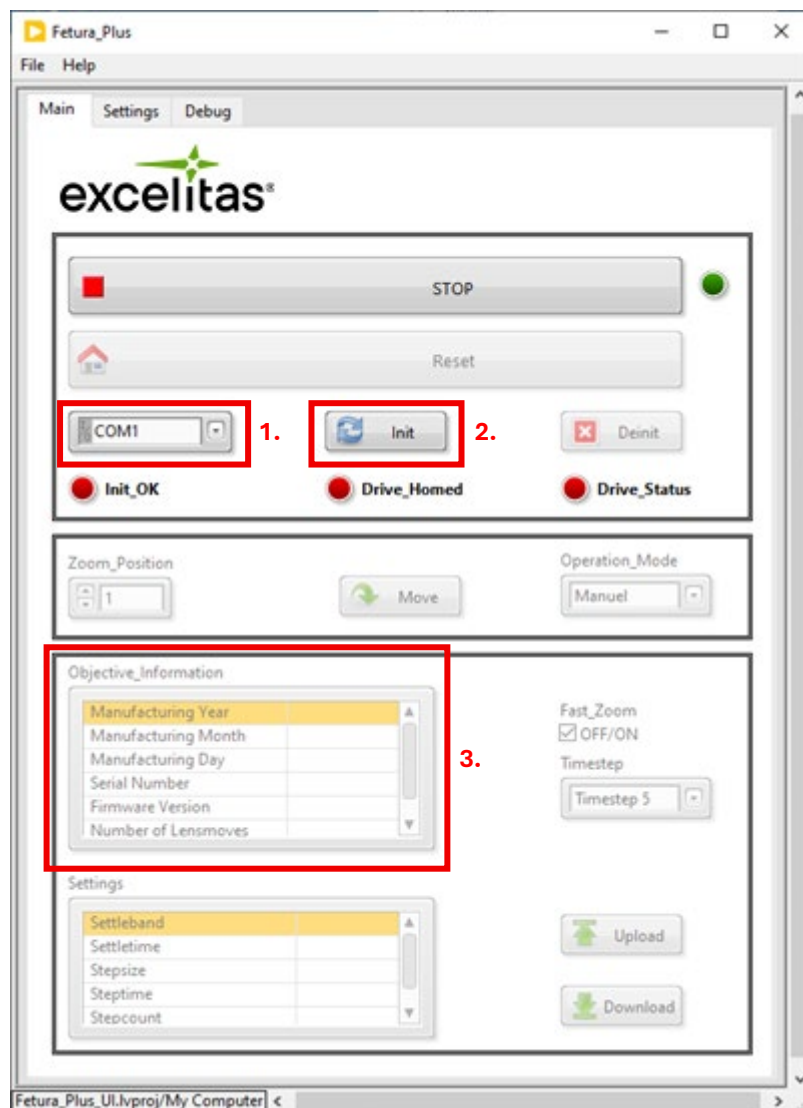 Fetura_Plus
File Help
Main Settings Debug
excelitas®
STOP
Reset
COM1 1. Init 2. Deinit
Init_OK Drive_Homed Drive_Status
Zoom_Position Operation_Mode
1 Move Manuel
Objective_Information
Manufacturing Year
Manufacturing Month
Manufacturing Day
Serial Number
Firmware Version
Number of Lensmoves
3.
Fast_Zoom
OFF/ON
Timestep
Timestep 5
Settings
Settleband
Settletime
Stepsize
Steptime
Stepcount
Upload
Download
Fetura_Plus_UI.lvproj/My Computer